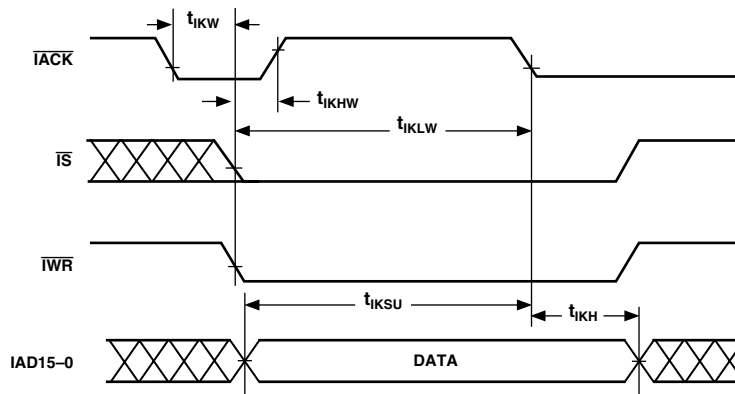 tIKW
IACK
tIKHW
tIKLW
IS
IWR
tIKSU
tIKH
IAD15–0
DATA